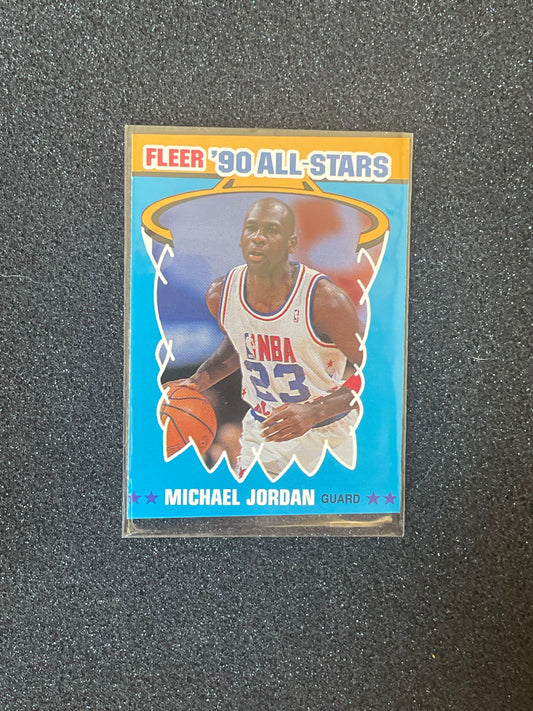 FLEER '90 ALL-STARS
NBA
23
MICHAEL JORDAN GUARD